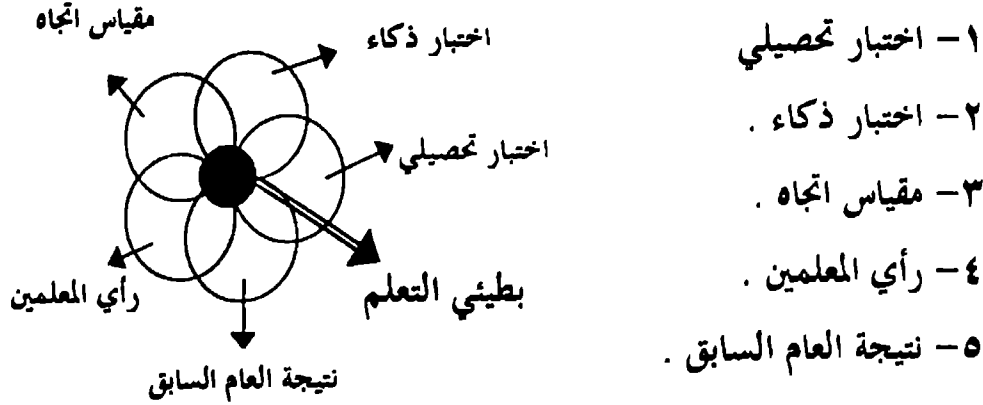 ١– اختبار تحصيلي
٢– اختبار ذكاء .
٣– مقياس اتجاه .
٤– رأي المعلمين .
٥– نتيجة العام السابق .
مقياس اتجاه
اختبار ذكاء
اختبار تحصيلي
بطيئي التعلم
رأي المعلمين
نتيجة العام السابق